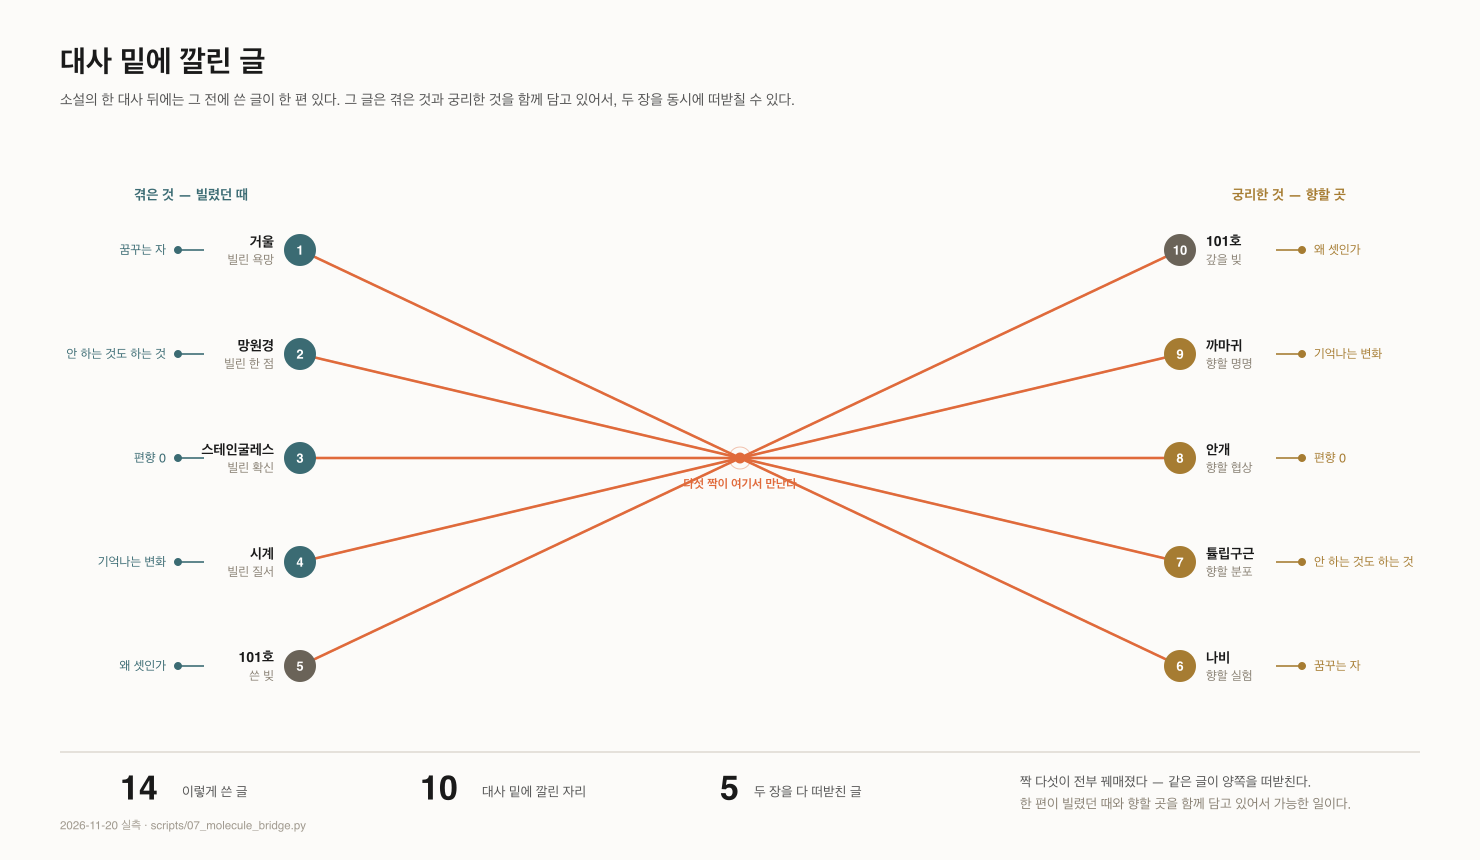 대사 밑에 깔린 글
소설의 한 대사 뒤에는 그 전에 쓴 글이 한 편 있다. 그 글은 겪은 것과 궁리한 것을 함께 담고 있어서, 두 장을 동시에 떠받칠 수 있다.
겪은 것 — 빌렸던 때
궁리한 것 — 향할 곳
꿈꾸는 자
거울
빌린 욕망
1
10
101호
갚을 빚
왜 셋인가
안 하는 것도 하는 것
망원경
빌린 한 점
2
9
까마귀
향할 명명
기억나는 변화
편향 0
스테인굴레스
빌린 확신
3
8
안개
향할 협상
편향 0
다섯 짝이 여기서 만난다
기억나는 변화
시계
빌린 질서
4
7
튤립구근
향할 분포
안 하는 것도 하는 것
왜 셋인가
101호
쓴 빚
5
6
나비
향할 실험
꿈꾸는 자
14 이렇게 쓴 글
10 대사 밑에 깔린 자리
5 두 장을 다 떠받친 글
짝 다섯이 전부 꿰매졌다 — 같은 글이 양쪽을 떠받친다.
한 편이 빌렸던 때와 향할 곳을 함께 담고 있어서 가능한 일이다.
2026-11-20 실측 · scripts/07_molecule_bridge.py